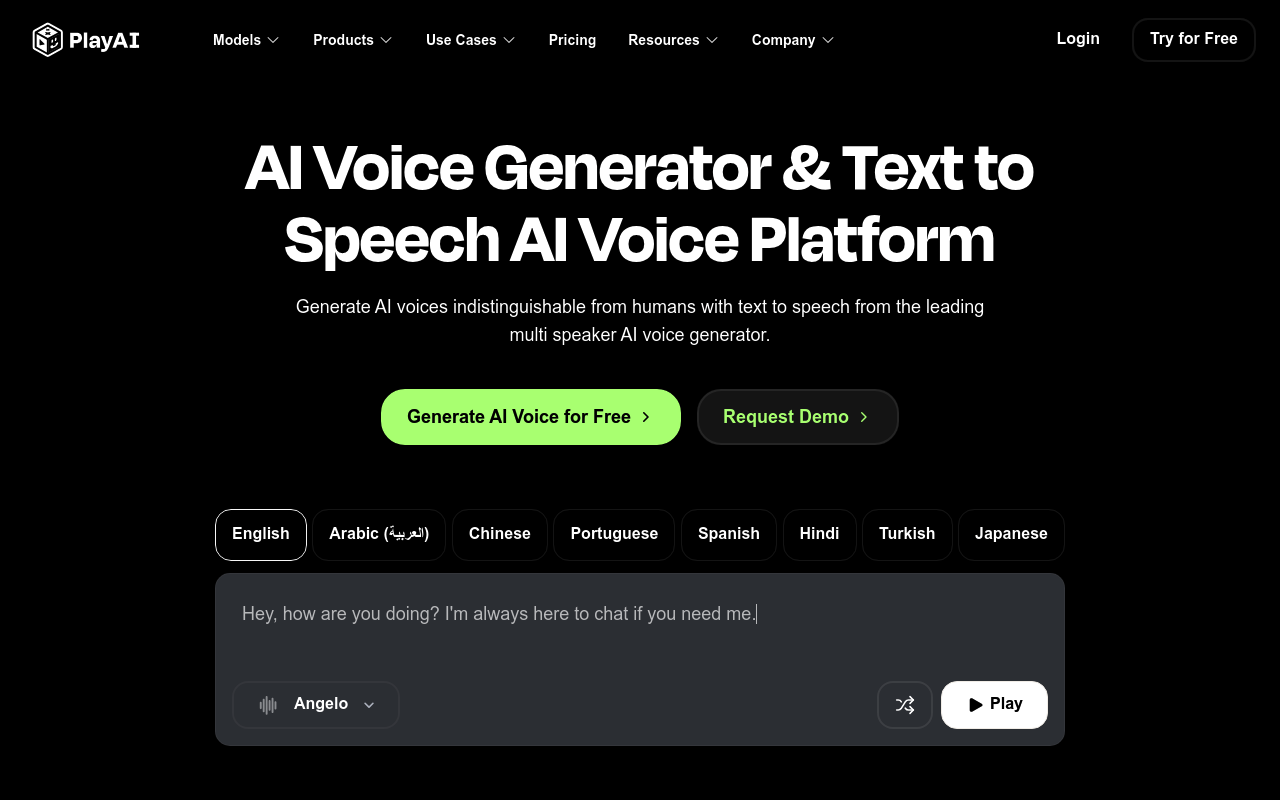 PlayAI
Models
Products
Use Cases
Pricing
Resources
Company
Login
Try for Free
AI Voice Generator & Text to
Speech AI Voice Platform
Generate AI voices indistinguishable from humans with text to speech from the leading
multi speaker AI voice generator.
Generate AI Voice for Free
Request Demo
English
Arabic (العربية)
Chinese
Portuguese
Spanish
Hindi
Turkish
Japanese
Hey, how are you doing? I'm always here to chat if you need me.
Angelo
Play